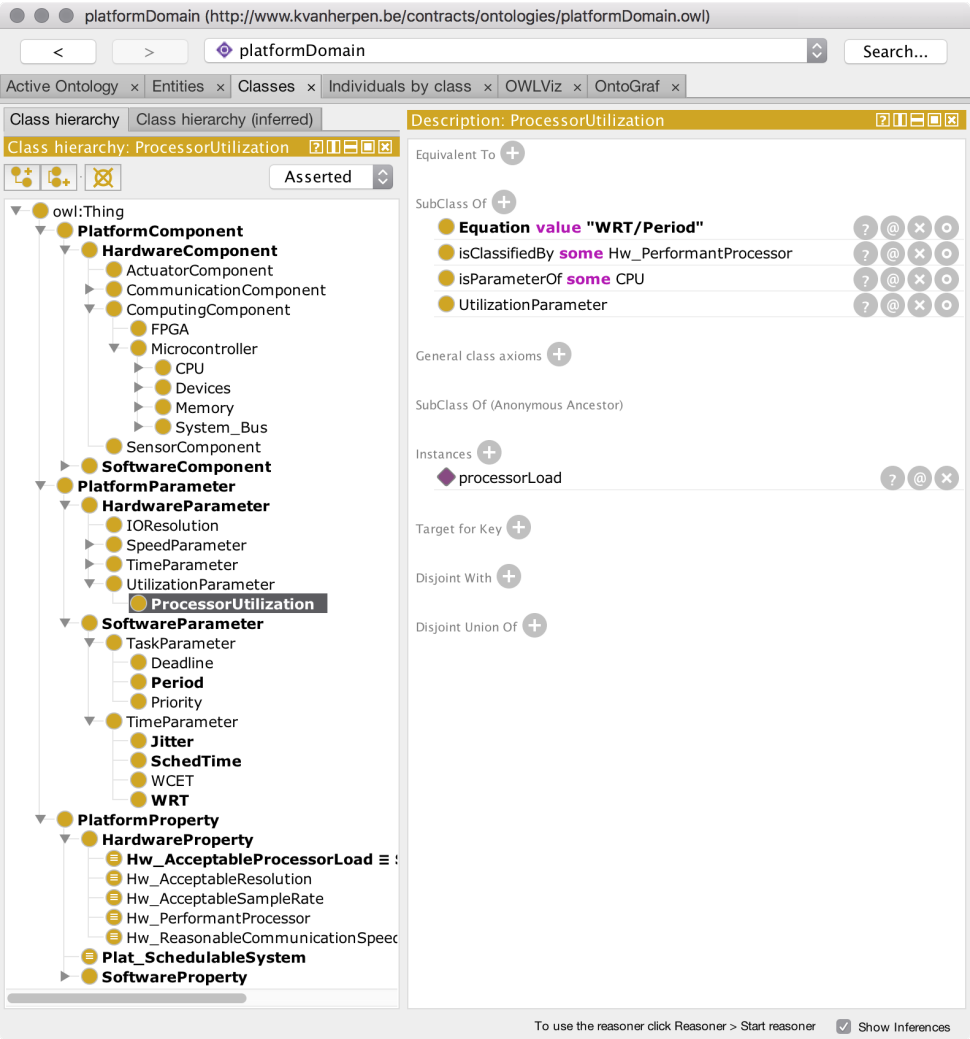 platformDomain (http://www.kvanherpen.be/contracts/ontologies/platformDomain.owl)
< > platformDomain Search...
Active Ontology × Entities × Classes × Individuals by class × OWLViz × OntoGraf ×
Class hierarchy Class hierarchy (inferred)
Class hierarchy: ProcessorUtilization
Asserted
owl:Thing
PlatformComponent
HardwareComponent
ActuatorComponent
CommunicationComponent
ComputingComponent
FPGA
Microcontroller
CPU
Devices
Memory
System_Bus
SensorComponent
SoftwareComponent
PlatformParameter
HardwareParameter
IOResolution
SpeedParameter
TimeParameter
UtilizationParameter
ProcessorUtilization
SoftwareParameter
TaskParameter
Deadline
Period
Priority
TimeParameter
Jitter
SchedTime
WCET
WRT
PlatformProperty
HardwareProperty
Hw_AcceptableProcessorLoad ≡
Hw_AcceptableResolution
Hw_AcceptableSampleRate
Hw_PerformantProcessor
Hw_ReasonableCommunicationSpeed
Plat_SchedulableSystem
SoftwareProperty
Description: ProcessorUtilization
Equivalent To
SubClass Of
Equation value "WRT/Period"
isClassifiedBy some Hw_PerformantProcessor
isParameterOf some CPU
UtilizationParameter
General class axioms
SubClass Of (Anonymous Ancestor)
Instances
processorLoad
Target for Key
Disjoint With
Disjoint Union Of
To use the reasoner click Reasoner > Start reasoner Show Inferences